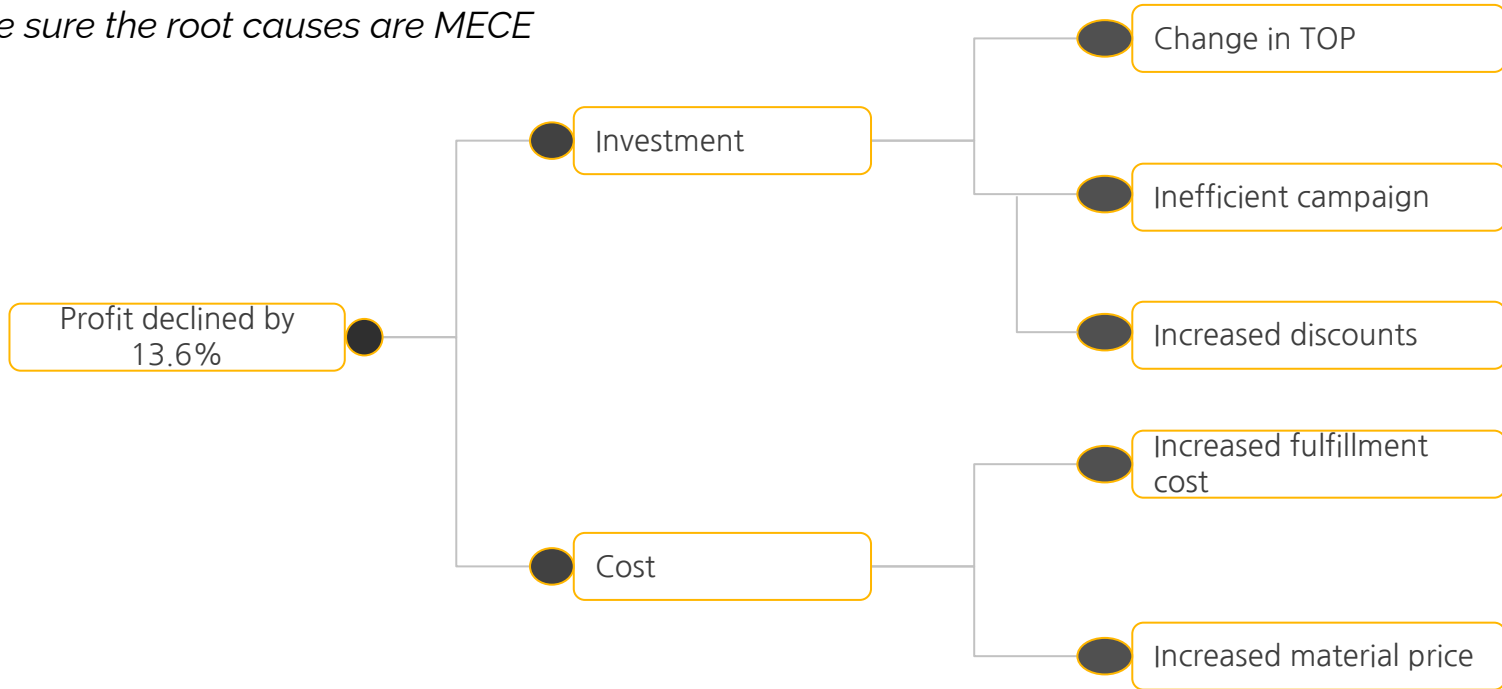 e sure the root causes are MECE
Change in TOP
Investment
Inefficient campaign
Profit declined by
13.6%
Increased discounts
Increased fulfillment
cost
Cost
Increased material price